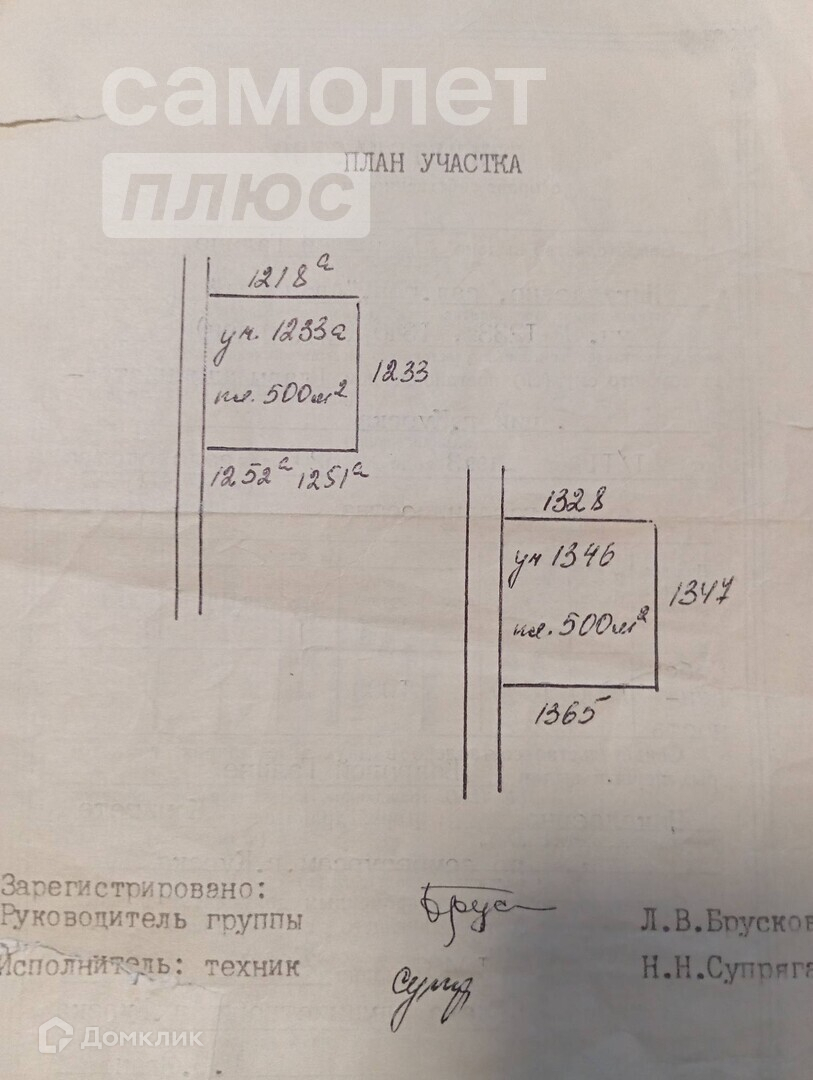 самолет
плюс
ПЛАН УЧАСТКА
1218а
уч. 1233а
1233
пл. 500м²
1252а 1251а
1328
уч 1346
1347
пл. 500м²
1365
Зарегистрировано:
Руководитель группы
Л.В.Брусков
Исполнитель: техник
Н.Н.Супряга
Домклик